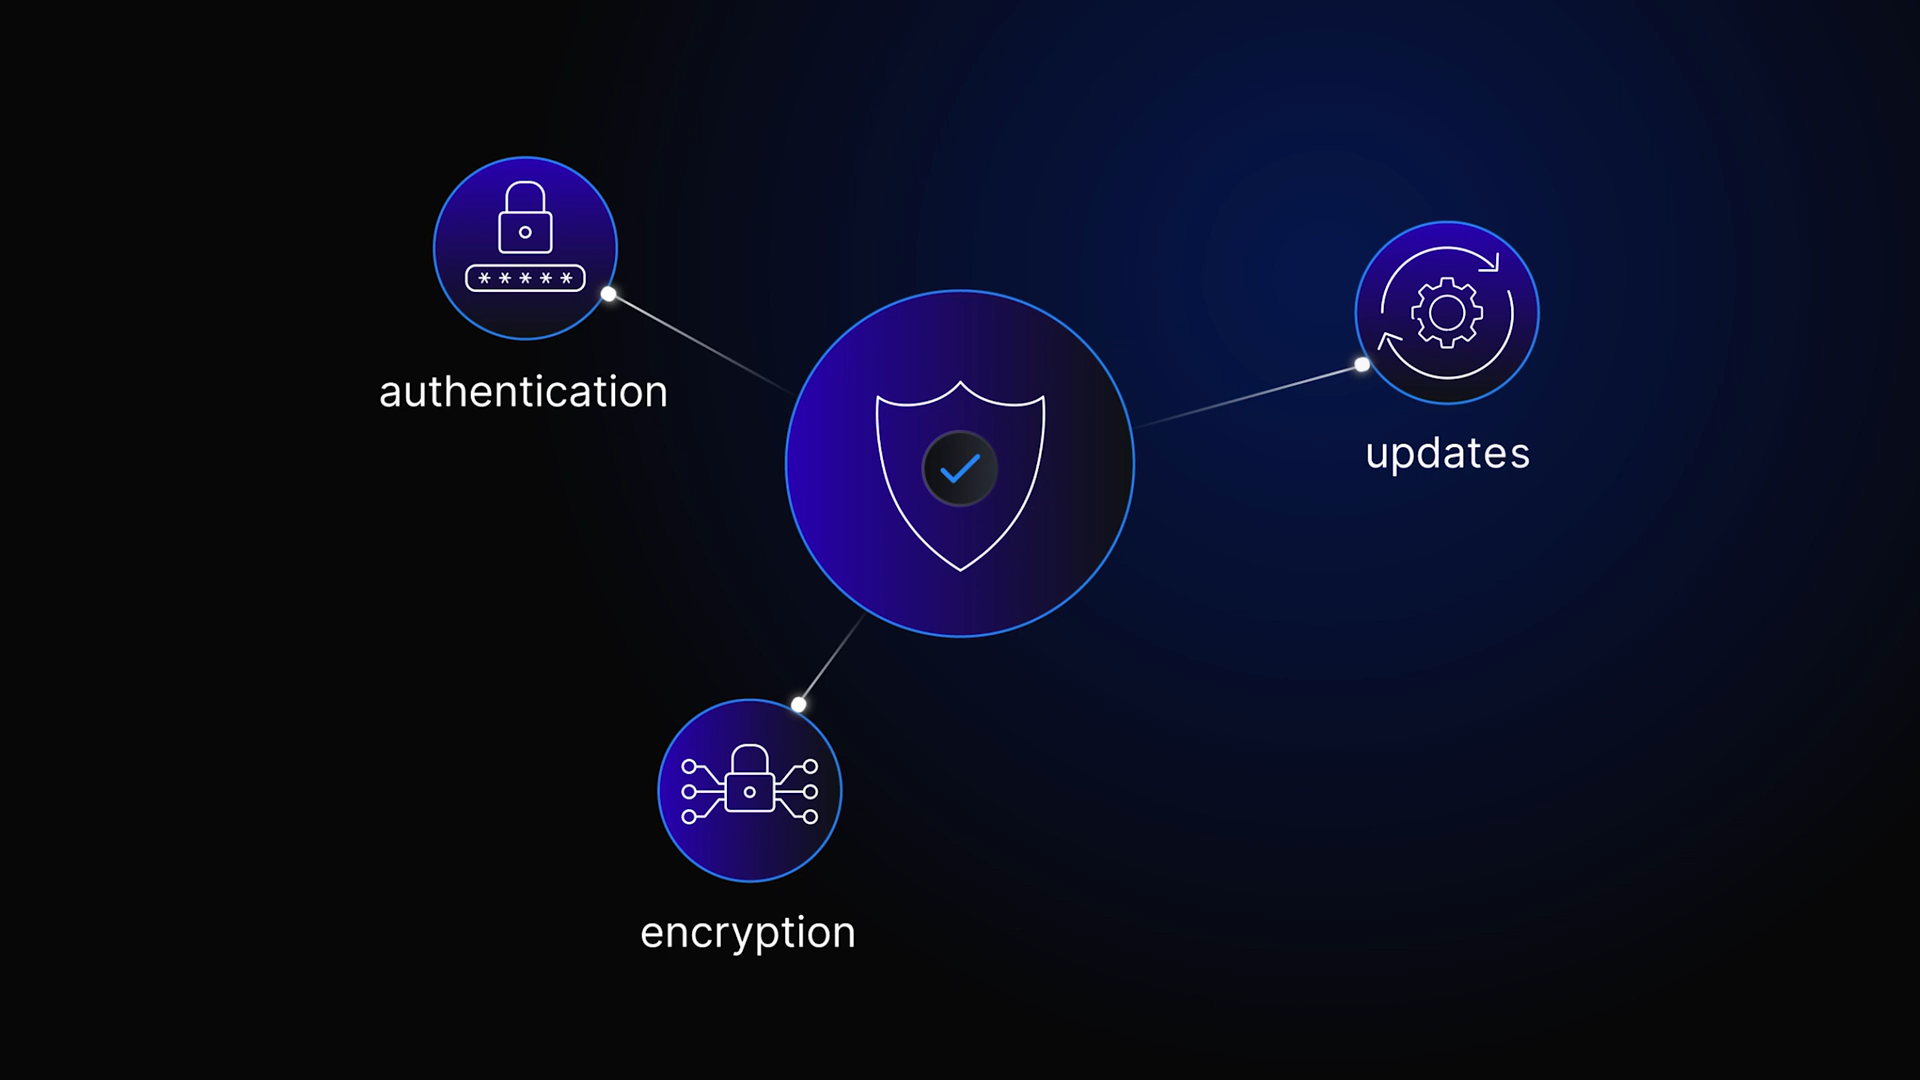 *****
authentication
updates
encryption